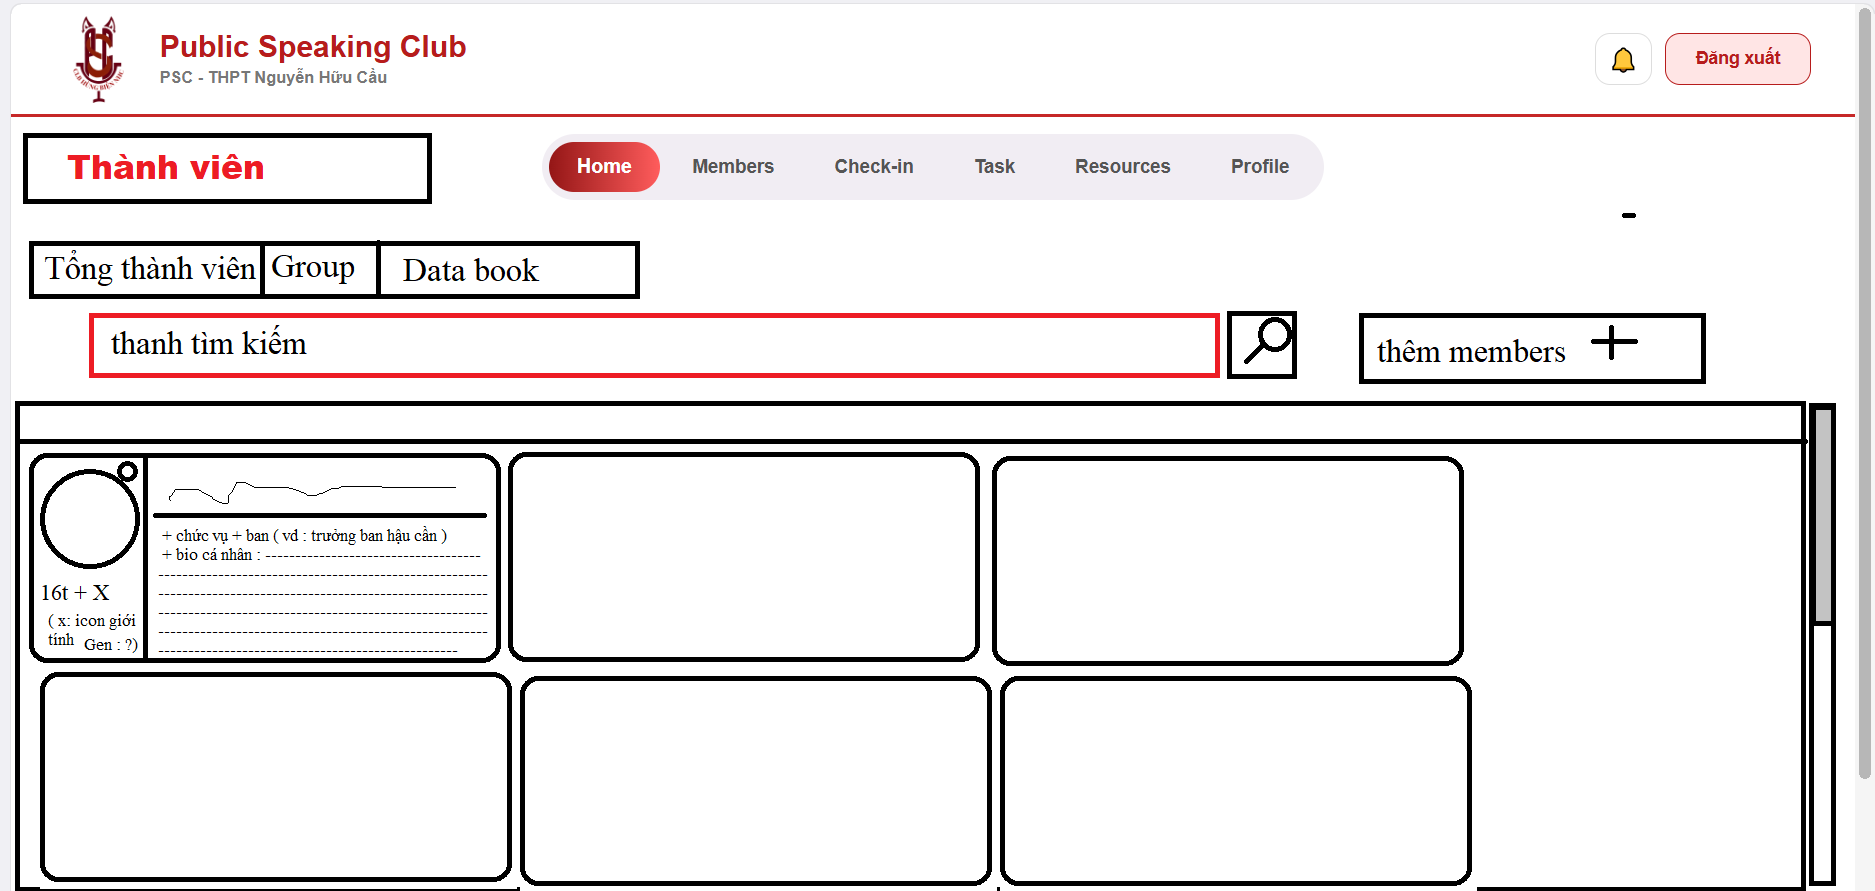 Public Speaking Club
PSC - THPT Nguyễn Hữu Cầu
Đăng xuất
Thành viên
Home
Members
Check-in
Task
Resources
Profile
Tổng thành viên
Group
Data book
thanh tìm kiếm
thêm members
+ chức vụ + ban ( vd : trưởng ban hậu cần )
+ bio cá nhân : ------------------------------------
16t + X
( x: icon giới
tính Gen : ?)